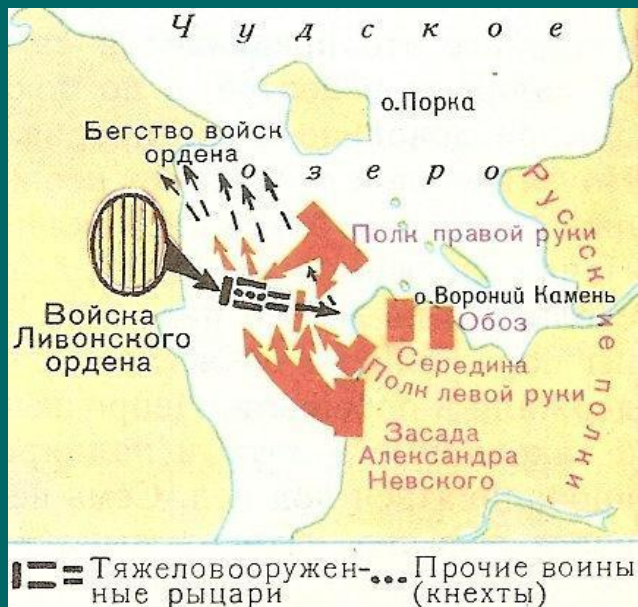 Чудское
о.Порка
Бегство войск
ордена
озеро
Русские полки
Полк правой руки
Войска
Ливонского
ордена
о.Вороний Камень
Обоз
Середина
Полк левой руки
Засада
Александра
Невского
Тяжеловооружен-
ные рыцари
Прочие воины
(кнехты)